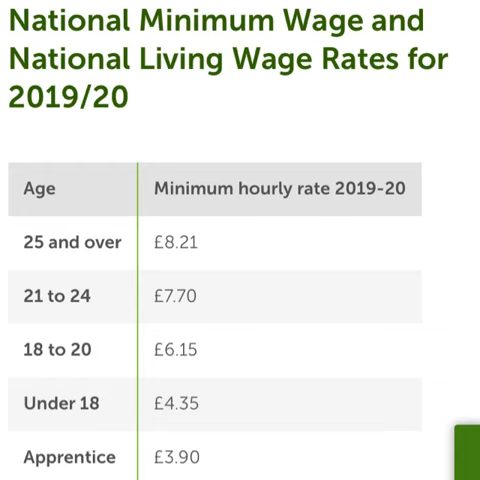 National Minimum Wage and
National Living Wage Rates for
2019/20
Age Minimum hourly rate 2019-20
25 and over £8.21
21 to 24 £7.70
18 to 20 £6.15
Under 18 £4.35
Apprentice £3.90